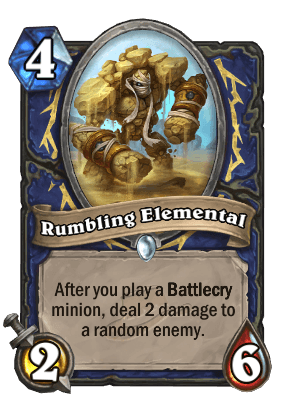 4
Rumbling Elemental
After you play a Battlecry
minion, deal 2 damage to
a random enemy.
2
6